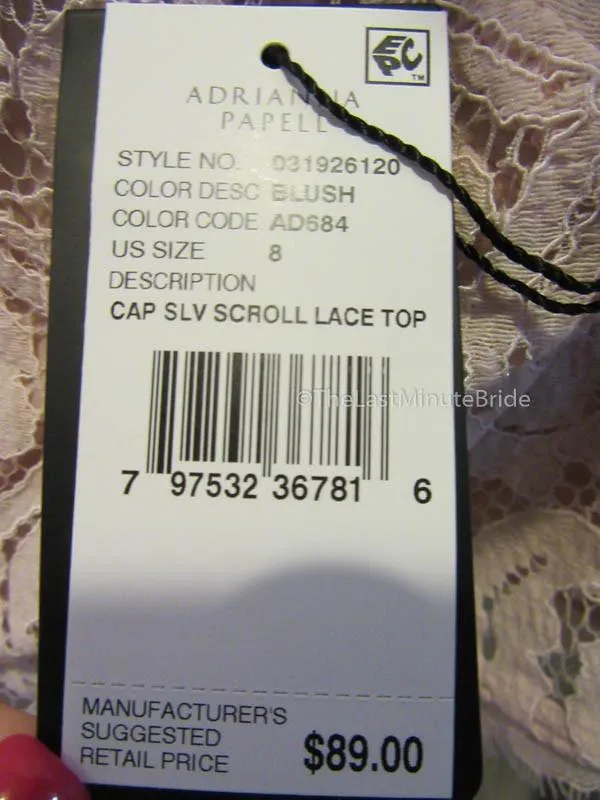 EPC
TM
ADRIANNA
PAPELL
STYLE NO. 031926120
COLOR DESC BLUSH
COLOR CODE AD684
US SIZE 8
DESCRIPTION
CAP SLV SCROLL LACE TOP
©TheLastMinuteBride
7 97532 36781 6
MANUFACTURER'S
SUGGESTED
RETAIL PRICE $89.00